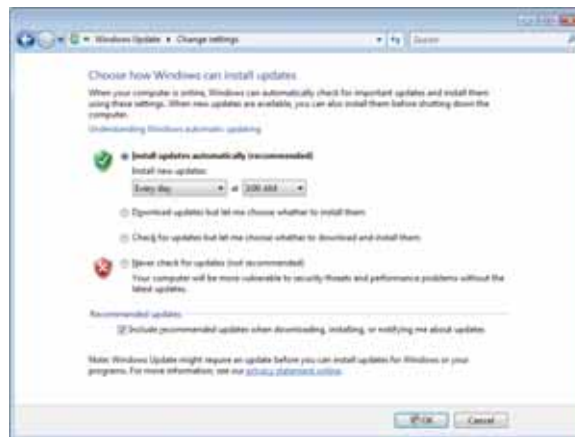 Windows Update ▸ Change settings
Search
Choose how Windows can install updates
When your computer is online, Windows can automatically check for important updates and install them
using these settings. When new updates are available, you can also install them before shutting down the
computer.
Understanding Windows automatic updating
Install updates automatically (recommended)
Install new updates:
Every day at 3:00 AM
Download updates but let me choose whether to install them
Check for updates but let me choose whether to download and install them
Never check for updates (not recommended)
Your computer will be more vulnerable to security threats and performance problems without the
latest updates.
Recommended updates
Include recommended updates when downloading, installing, or notifying me about updates
Note: Windows Update might require an update before you can install updates for Windows or your
programs. For more information, see our privacy statement online.
OK Cancel